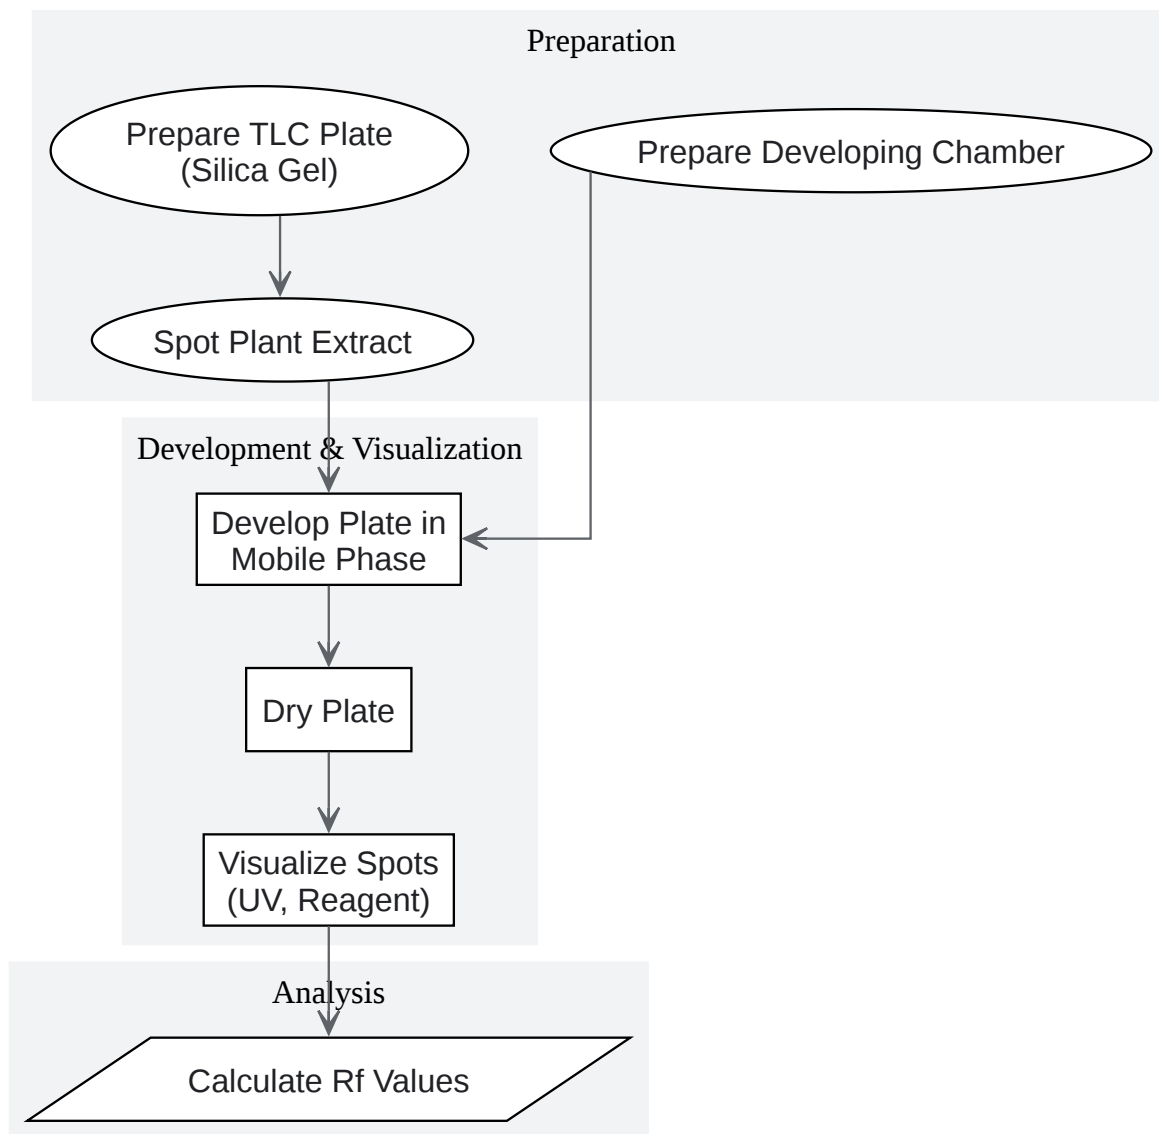 Preparation
Prepare TLC Plate
(Silica Gel)
Prepare Developing Chamber
Spot Plant Extract
Development & Visualization
Develop Plate in
Mobile Phase
Dry Plate
Visualize Spots
(UV, Reagent)
Analysis
Calculate Rf Values